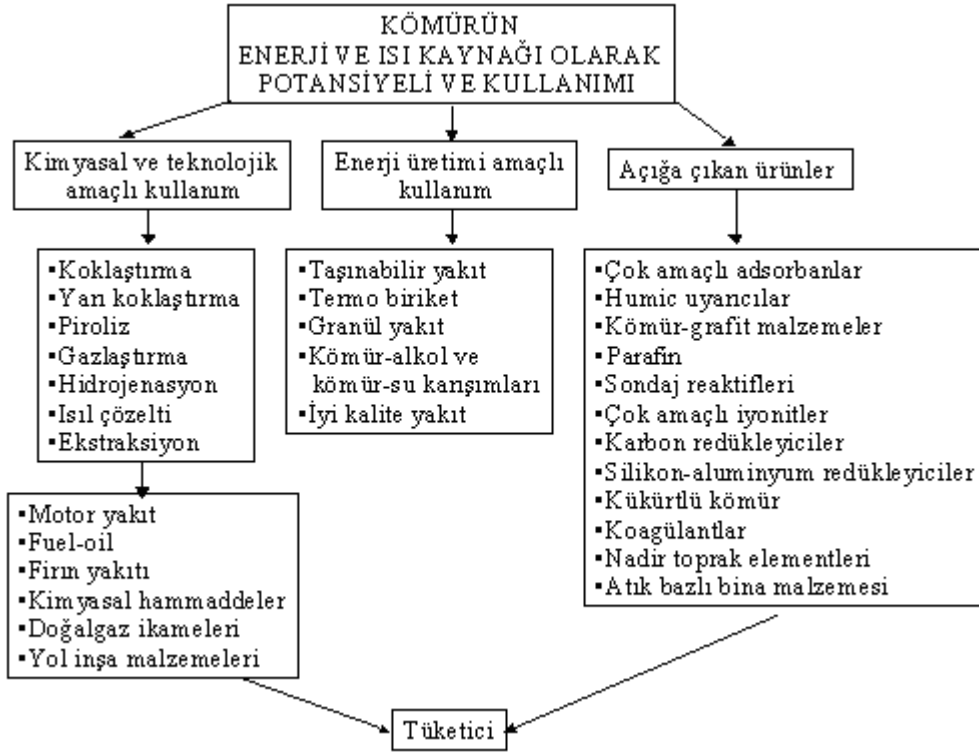 KÖMÜRÜN
ENERJİ VE ISI KAYNAĞI OLARAK
POTANSİYELİ VE KULLANIMI
Kimyasal ve teknolojik
amaçlı kullanım
Enerji üretimi amaçlı
kullanım
Açığa çıkan ürünler
▪Koklaştırma
▪Yarı koklaştırma
▪Piroliz
▪Gazlaştırma
▪Hidrojenasyon
▪Isıl çözelti
▪Ekstraksiyon
▪Taşınabilir yakıt
▪Termo biriket
▪Granül yakıt
▪Kömür-alkol ve
kömür-su karışımları
▪İyi kalite yakıt
▪Çok amaçlı adsorbanlar
▪Humic uyarıcılar
▪Kömür-grafit malzemeler
▪Parafin
▪Sondaj reaktifleri
▪Çok amaçlı iyonitler
▪Karbon redükleyiciler
▪Silikon-aluminyum redükleyiciler
▪Kükürtlü kömür
▪Koagülantlar
▪Nadir toprak elementleri
▪Atık bazlı bina malzemesi
▪Motor yakıt
▪Fuel-oil
▪Fırın yakıtı
▪Kimyasal hammaddeler
▪Doğalgaz ikameleri
▪Yol inşa malzemeleri
Tüketici